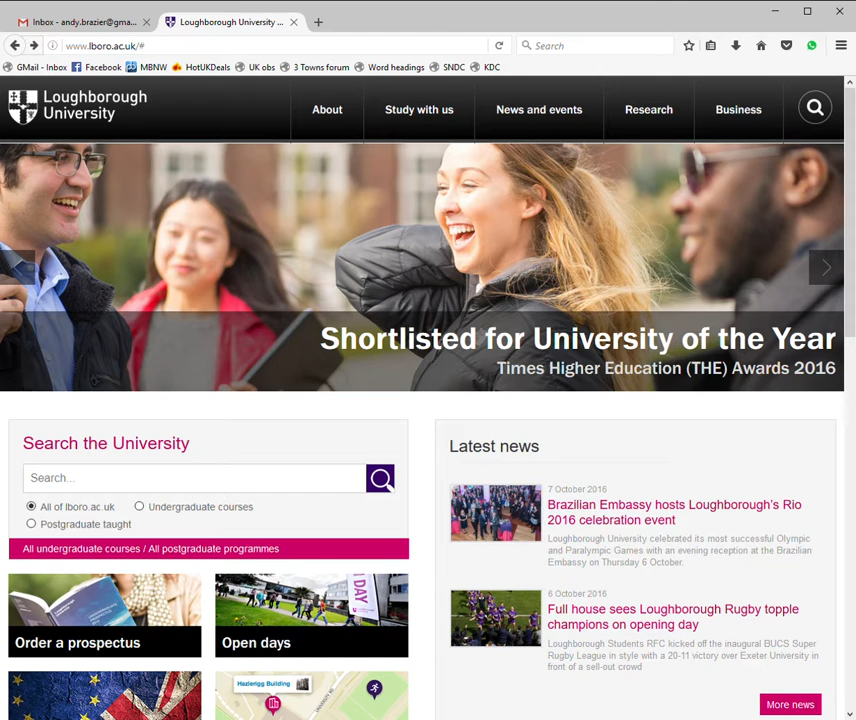 Inbox - andy.brazier@gma...
Loughborough University ...
www.lboro.ac.uk/#
Search
GMail - Inbox
Facebook
MBNW
HotUKDeals
UK obs
3 Towns forum
Word headings
SNDC
KDC
Loughborough
University
About
Study with us
News and events
Research
Business
Shortlisted for University of the Year
Times Higher Education (THE) Awards 2016
Search the University
Search...
All of lboro.ac.uk
Undergraduate courses
Postgraduate taught
All undergraduate courses / All postgraduate programmes
DAY
Order a prospectus
Open days
Hazlerigg Building
UNIVERSITY RD
Latest news
7 October 2016
Brazilian Embassy hosts Loughborough's Rio
2016 celebration event
Loughborough University celebrated its most successful Olympic
and Paralympic Games with an evening reception at the Brazilian
Embassy on Thursday 6 October.
6 October 2016
Full house sees Loughborough Rugby topple
champions on opening day
Loughborough Students RFC kicked off the inaugural BUCS Super
Rugby League in style with a 20-11 victory over Exeter University in
front of a sell-out crowd
More news